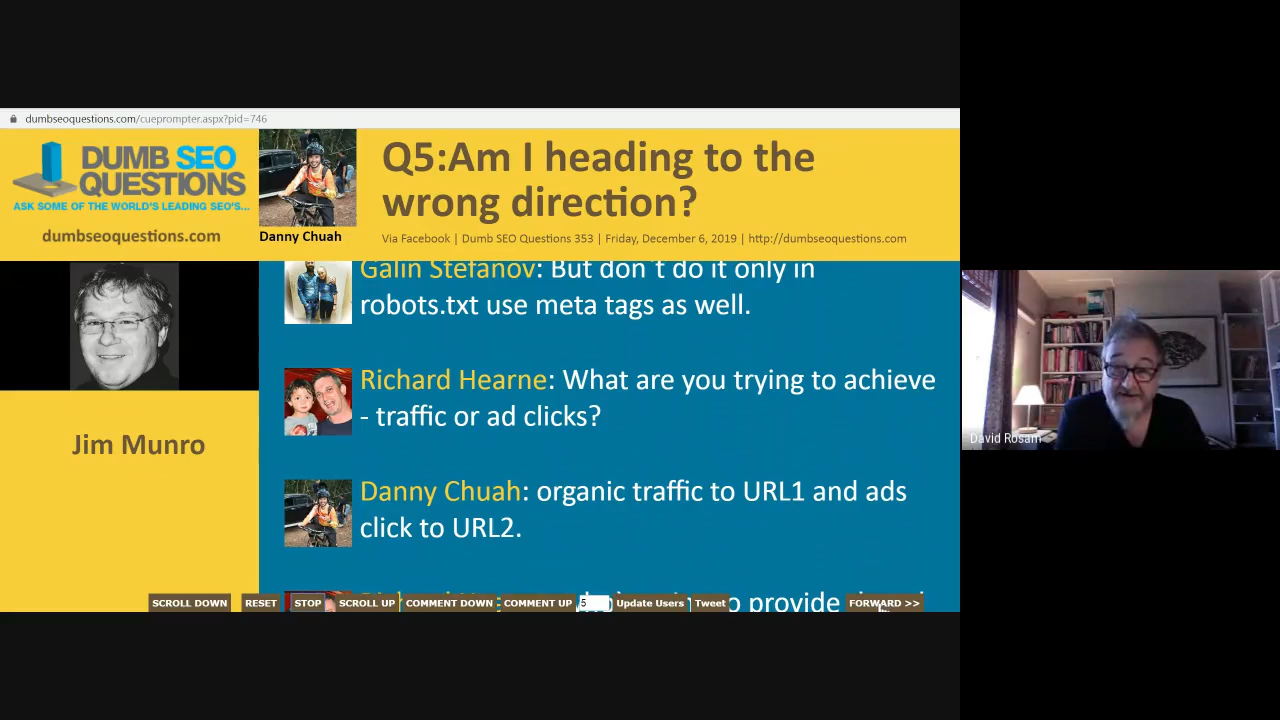 dumbseoquestions.com/cueprompter.aspx?pid=746
DUMB SEO
QUESTIONS
ASK SOME OF THE WORLD'S LEADING SEO'S...
dumbseoquestions.com
Danny Chuah
Q5:Am I heading to the
wrong direction?
Via Facebook | Dumb SEO Questions 353 | Friday, December 6, 2019 | http://dumbseoquestions.com
Jim Munro
Galin Stefanov: But don't do it only in
robots.txt use meta tags as well.
Richard Hearne: What are you trying to achieve
- traffic or ad clicks?
Danny Chuah: organic traffic to URL1 and ads
click to URL2.
o provide
SCROLL DOWN RESET STOP SCROLL UP COMMENT DOWN COMMENT UP 5 Update Users Tweet FORWARD >>
David Rosam